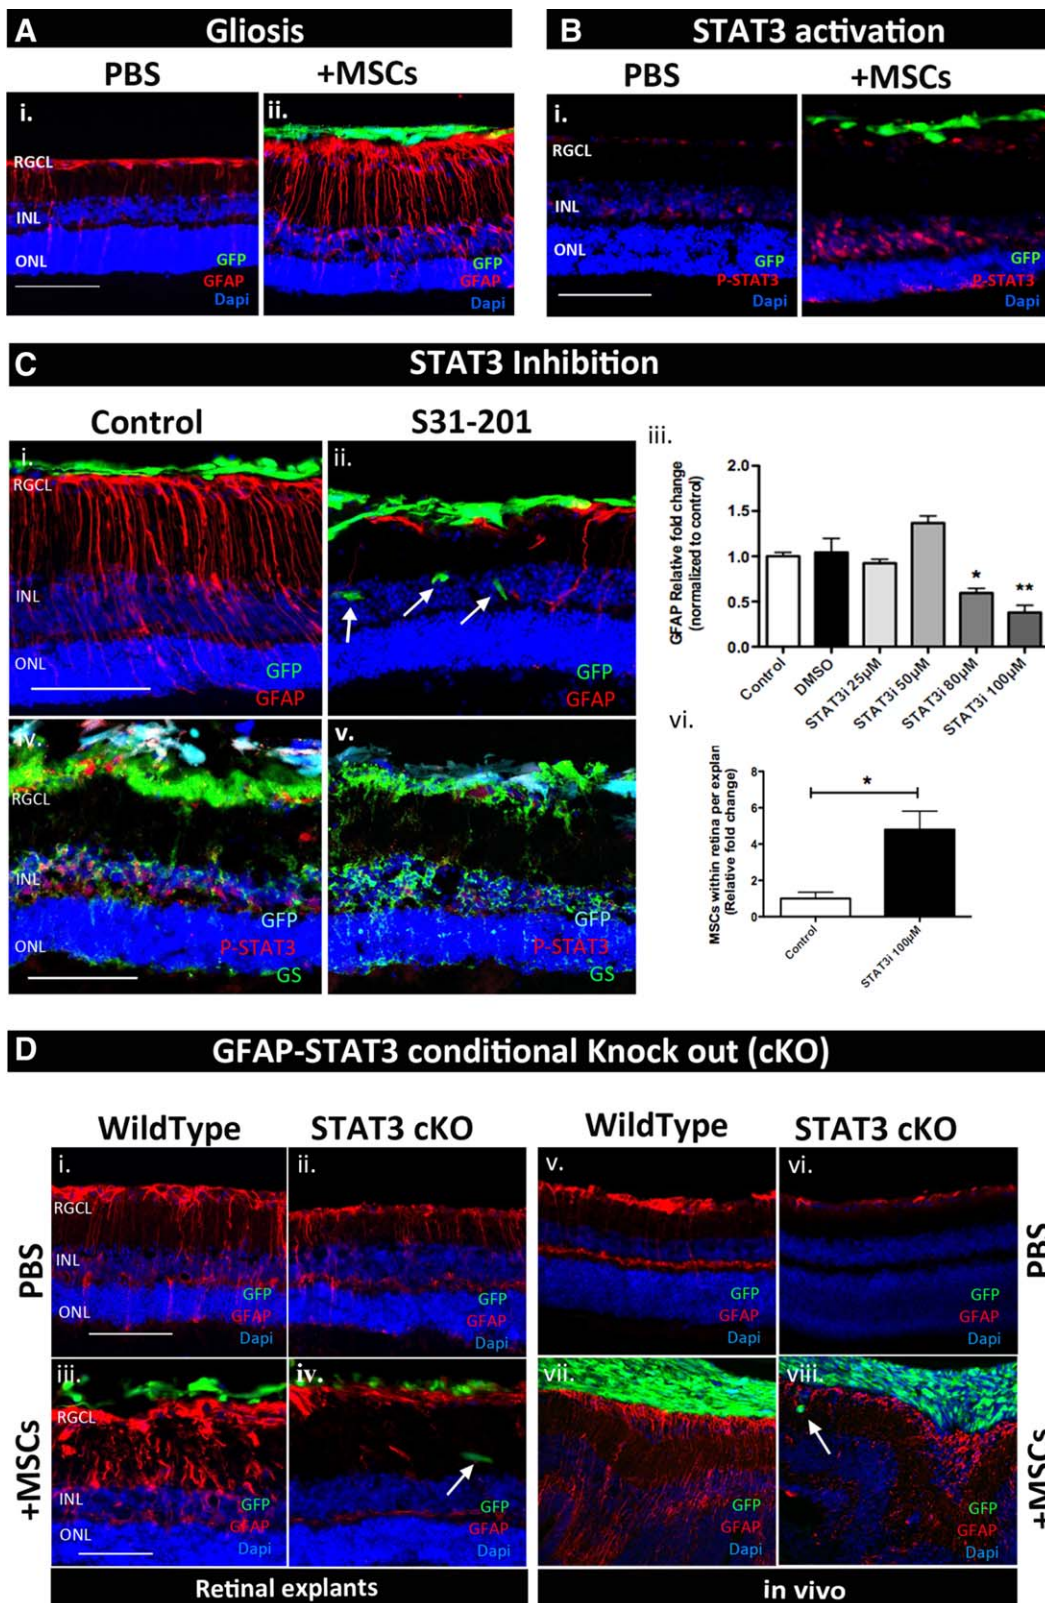 A Gliosis
PBS +MSCs
i. ii.
RGCL
INL
ONL
GFP GFP
GFAP GFAP
Dapi Dapi
B STAT3 activation
PBS +MSCs
i. ii.
RGCL
INL
ONL
GFP GFP
P-STAT3 P-STAT3
Dapi Dapi
C STAT3 Inhibition
Control S31-201
i. ii.
RGCL
INL
ONL
GFP GFP
GFAP GFAP
iii.
GFAP Relative fold change
(normalized to control)
2.0
1.5
1.0
0.5
0.0
* **
Control DMSO STAT3i 25µM STAT3i 50µM STAT3i 80µM STAT3i 100µM
iv. v.
RGCL
INL
ONL
GFP GFP
P-STAT3 P-STAT3
GS GS
vi.
MSCs within retina per explan
(Relative fold change)
8
6
4
2
0
*
Control STAT3i 100µM
D GFAP-STAT3 conditional Knock out (cKO)
WildType STAT3 cKO WildType STAT3 cKO
PBS
i. ii. v. vi.
RGCL
INL
ONL
GFP GFP GFP GFP
GFAP GFAP GFAP GFAP
Dapi Dapi Dapi Dapi
PBS
+MSCs
iii. iv. vii. viii.
RGCL
INL
ONL
GFP GFP GFP GFP
GFAP GFAP GFAP GFAP
Dapi Dapi Dapi Dapi
+MSCs
Retinal explants in vivo